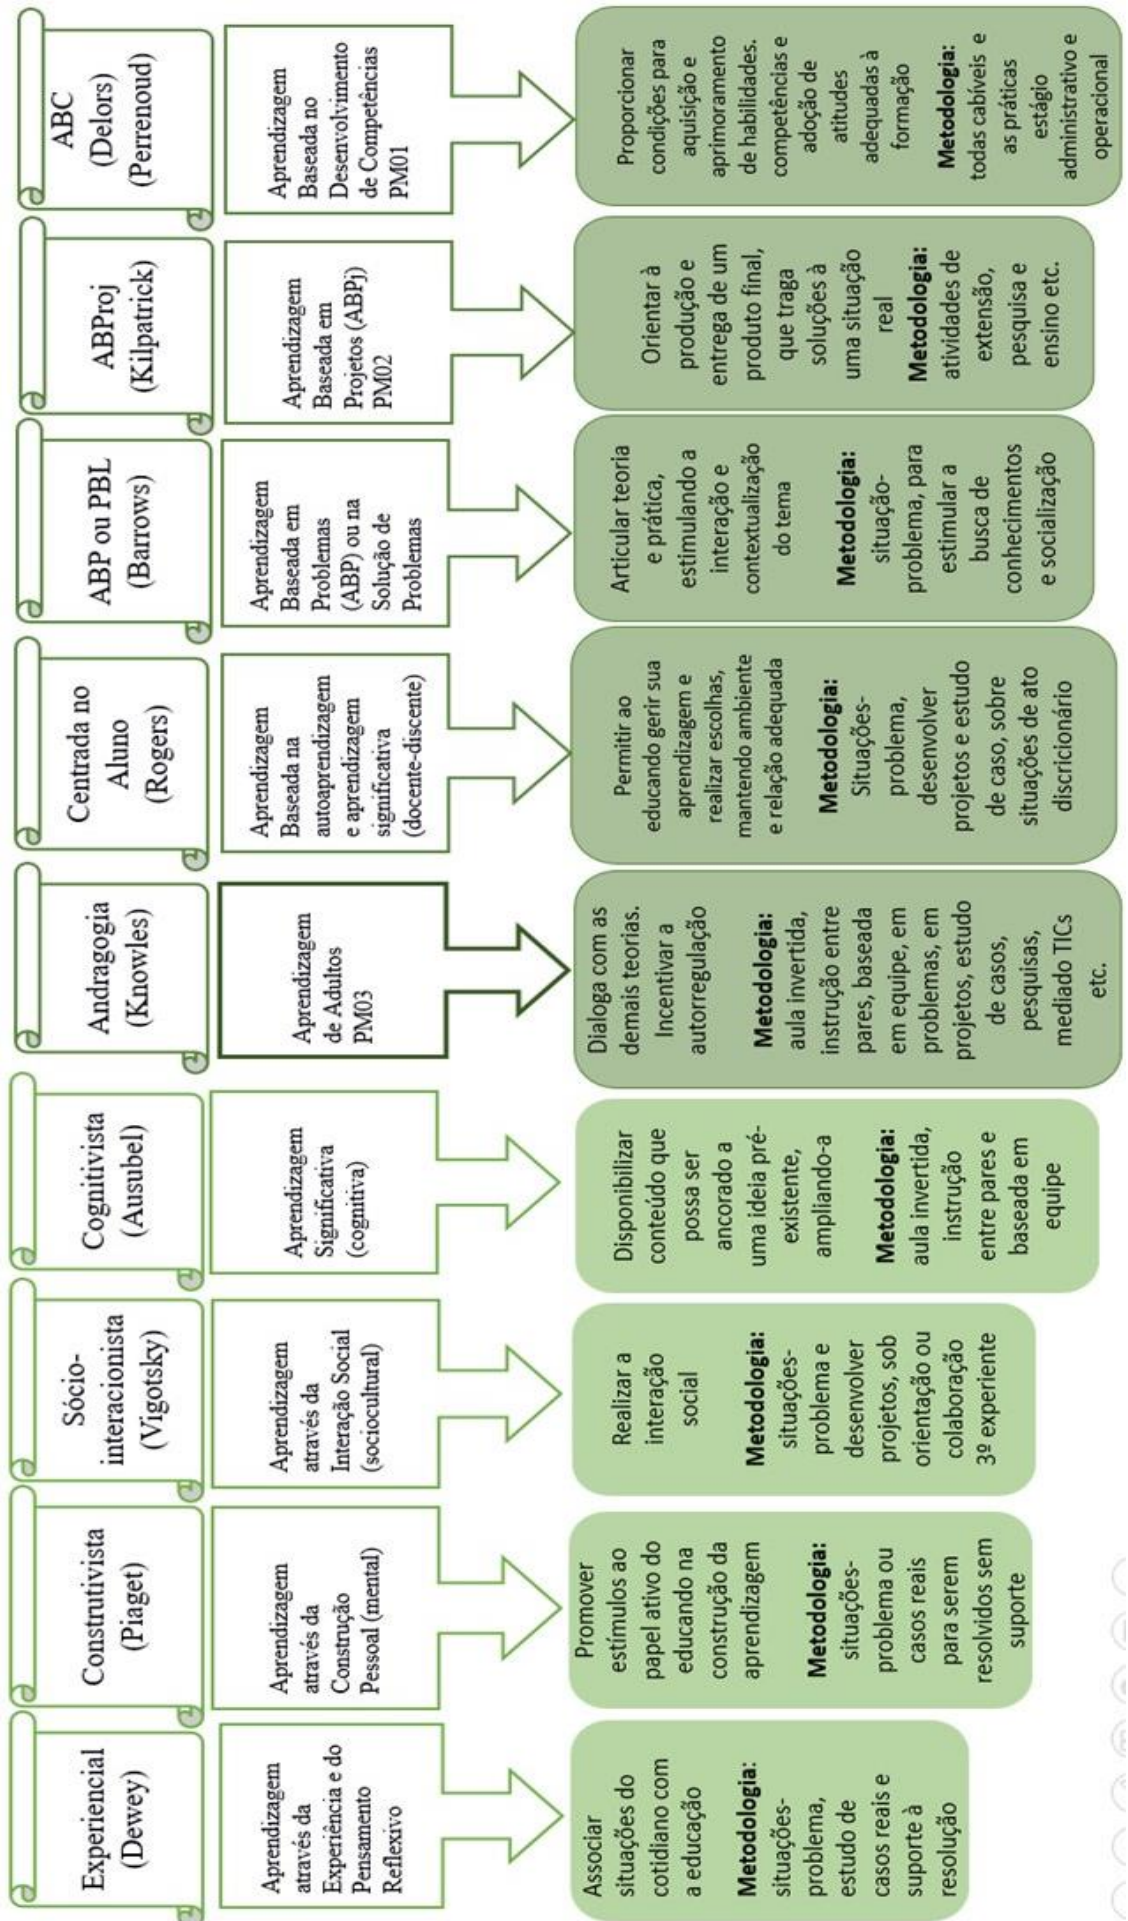 Experiencial
(Dewey)
Aprendizagem
através da
Experiência e do
Pensamento
Reflexivo
Associar
situações do
cotidiano com
a educação
Metodologia:
situações-
problema,
estudo de
casos reais e
suporte à
resolução
Construtivista
(Piaget)
Aprendizagem
através da
Construção
Pessoal (mental)
Promover
estímulos ao
papel ativo do
educando na
construção da
aprendizagem
Metodologia:
situações-
problema ou
casos reais
para serem
resolvidos sem
suporte
Sócio-
interacionista
(Vigotsky)
Aprendizagem
através da
Interação Social
(sociocultural)
Realizar a
interação
social
Metodologia:
situações-
problema e
desenvolver
projetos, sob
orientação ou
colaboração
3º experiente
Cognitivista
(Ausubel)
Aprendizagem
Significativa
(cognitiva)
Disponibilizar
conteúdo que
possa ser
ancorado a
uma ideia pré-
existente,
ampliando-a
Metodologia:
aula invertida,
instrução
entre pares e
baseada em
equipe
Andragogia
(Knowles)
Aprendizagem
de Adultos
PM03
Dialoga com as
demais teorias.
Incentivar a
autorregulação
Metodologia:
aula invertida,
instrução entre
pares, baseada
em equipe, em
problemas, em
projetos, estudo
de casos,
pesquisas,
mediado TICs
etc.
Centrada no
Aluno
(Rogers)
Aprendizagem
Baseada na
autoaprendizagem
e aprendizagem
significativa
(docente-discente)
Permitir ao
educando gerir sua
aprendizagem e
realizar escolhas,
mantendo ambiente
e relação adequada
Metodologia:
Situações-
problema,
desenvolver
projetos e estudo
de caso, sobre
situações de ato
discricionário
ABP ou PBL
(Barrows)
Aprendizagem
Baseada em
Problemas
(ABP) ou na
Solução de
Problemas
Articular teoria
e prática,
estimulando a
interação e
contextualização
do tema
Metodologia:
situação-
problema, para
estimular a
busca de
conhecimentos
e socialização
ABProj
(Kilpatrick)
Aprendizagem
Baseada em
Projetos (ABPj)
PM02
Orientar à
produção e
entrega de um
produto final,
que traga
soluções à
uma situação
real
Metodologia:
atividades de
extensão,
pesquisa e
ensino etc.
ABC
(Delors)
(Perrenoud)
Aprendizagem
Baseada no
Desenvolvimento
de Competências
PM01
Proporcionar
condições para
aquisição e
aprimoramento
de habilidades.
competências e
adoção de
atitudes
adequadas à
formação
Metodologia:
todas cabíveis e
as práticas
estágio
administrativo e
operacional